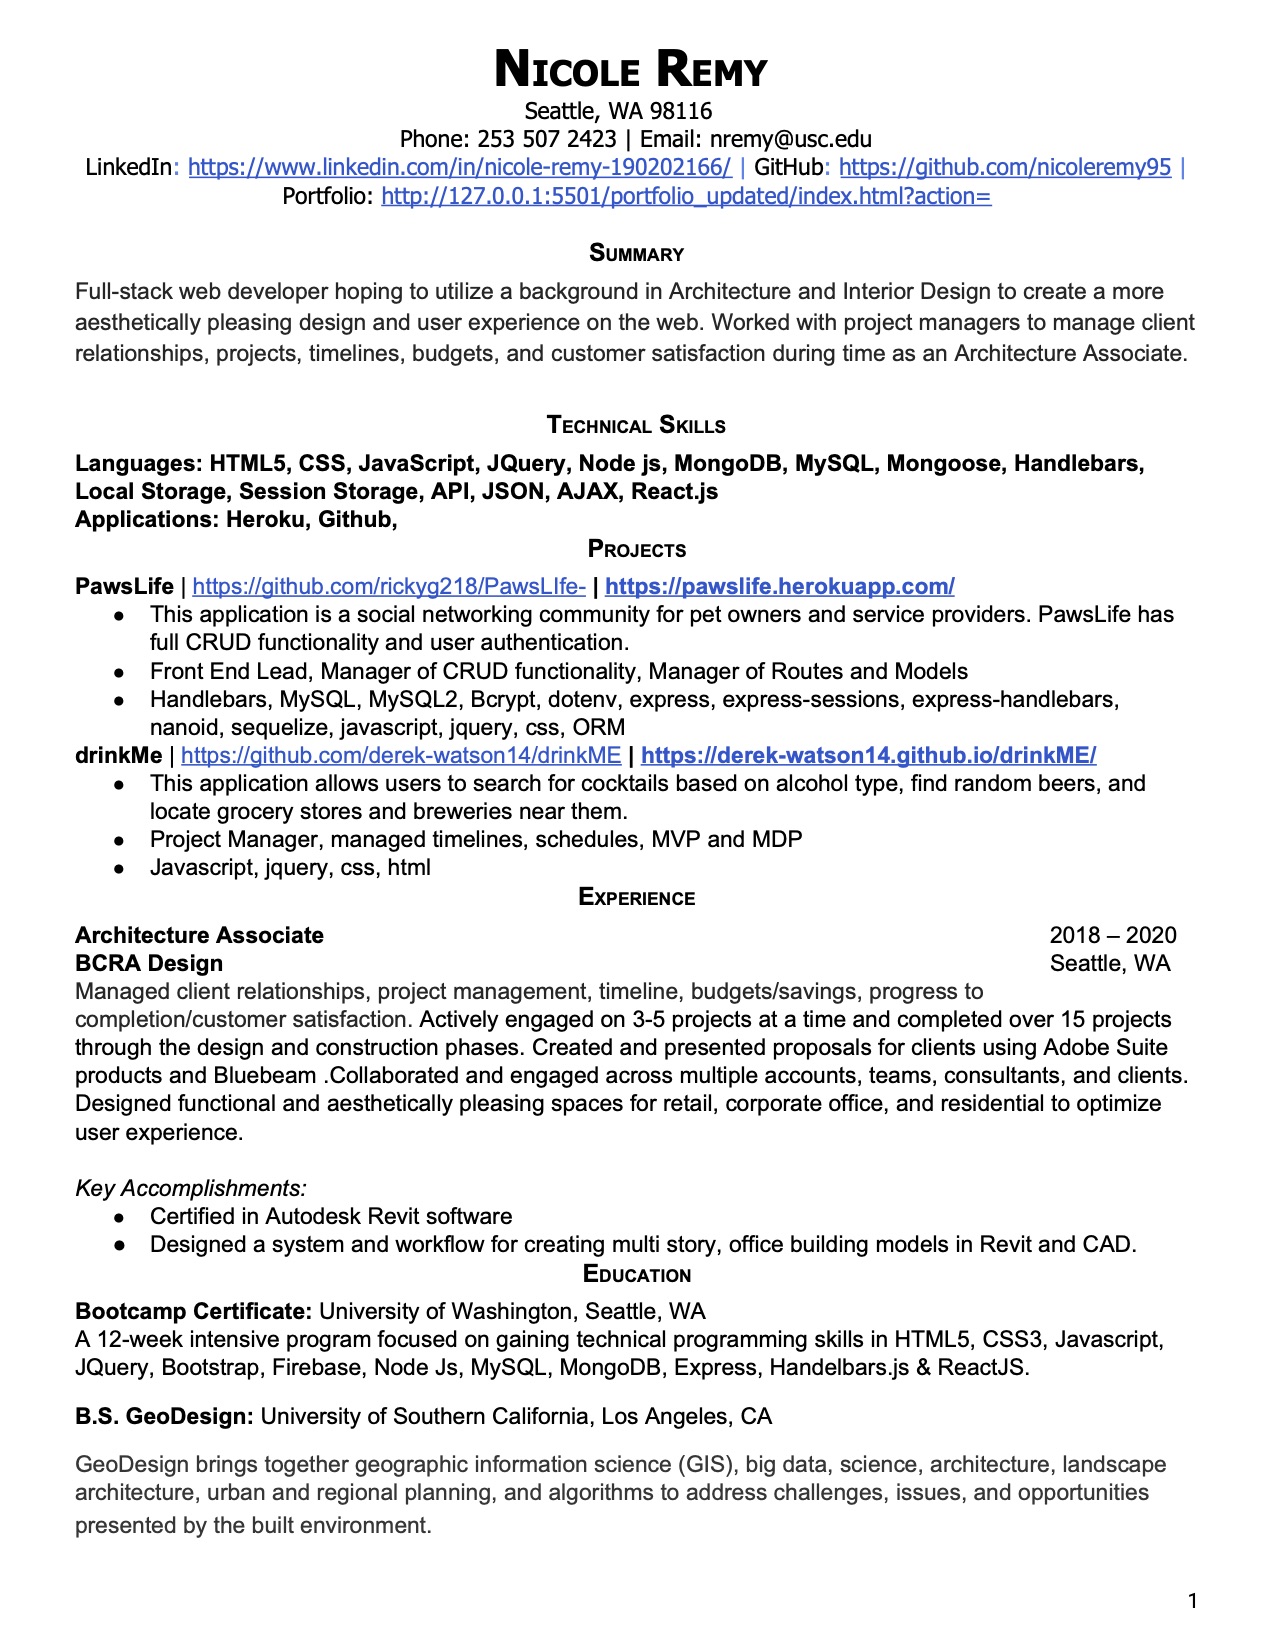 NICOLE REMY
Seattle, WA 98116
Phone: 253 507 2423 | Email: nremy@usc.edu
LinkedIn: https://www.linkedin.com/in/nicole-remy-190202166/ | GitHub: https://github.com/nicoleremy95 |
Portfolio: http://127.0.0.1:5501/portfolio_updated/index.html?action=
SUMMARY
Full-stack web developer hoping to utilize a background in Architecture and Interior Design to create a more
aesthetically pleasing design and user experience on the web. Worked with project managers to manage client
relationships, projects, timelines, budgets, and customer satisfaction during time as an Architecture Associate.
TECHNICAL SKILLS
Languages: HTML5, CSS, JavaScript, JQuery, Node js, MongoDB, MySQL, Mongoose, Handlebars,
Local Storage, Session Storage, API, JSON, AJAX, React.js
Applications: Heroku, Github,
PROJECTS
PawsLife | https://github.com/rickyg218/PawsLIfe- | https://pawslife.herokuapp.com/
● This application is a social networking community for pet owners and service providers. PawsLife has
full CRUD functionality and user authentication.
● Front End Lead, Manager of CRUD functionality, Manager of Routes and Models
● Handlebars, MySQL, MySQL2, Bcrypt, dotenv, express, express-sessions, express-handlebars,
nanoid, sequelize, javascript, jquery, css, ORM
drinkMe | https://github.com/derek-watson14/drinkME | https://derek-watson14.github.io/drinkME/
● This application allows users to search for cocktails based on alcohol type, find random beers, and
locate grocery stores and breweries near them.
● Project Manager, managed timelines, schedules, MVP and MDP
● Javascript, jquery, css, html
EXPERIENCE
Architecture Associate 2018 – 2020
BCRA Design Seattle, WA
Managed client relationships, project management, timeline, budgets/savings, progress to
completion/customer satisfaction. Actively engaged on 3-5 projects at a time and completed over 15 projects
through the design and construction phases. Created and presented proposals for clients using Adobe Suite
products and Bluebeam .Collaborated and engaged across multiple accounts, teams, consultants, and clients.
Designed functional and aesthetically pleasing spaces for retail, corporate office, and residential to optimize
user experience.
Key Accomplishments:
● Certified in Autodesk Revit software
● Designed a system and workflow for creating multi story, office building models in Revit and CAD.
EDUCATION
Bootcamp Certificate: University of Washington, Seattle, WA
A 12-week intensive program focused on gaining technical programming skills in HTML5, CSS3, Javascript,
JQuery, Bootstrap, Firebase, Node Js, MySQL, MongoDB, Express, Handelbars.js & ReactJS.
B.S. GeoDesign: University of Southern California, Los Angeles, CA
GeoDesign brings together geographic information science (GIS), big data, science, architecture, landscape
architecture, urban and regional planning, and algorithms to address challenges, issues, and opportunities
presented by the built environment.
1